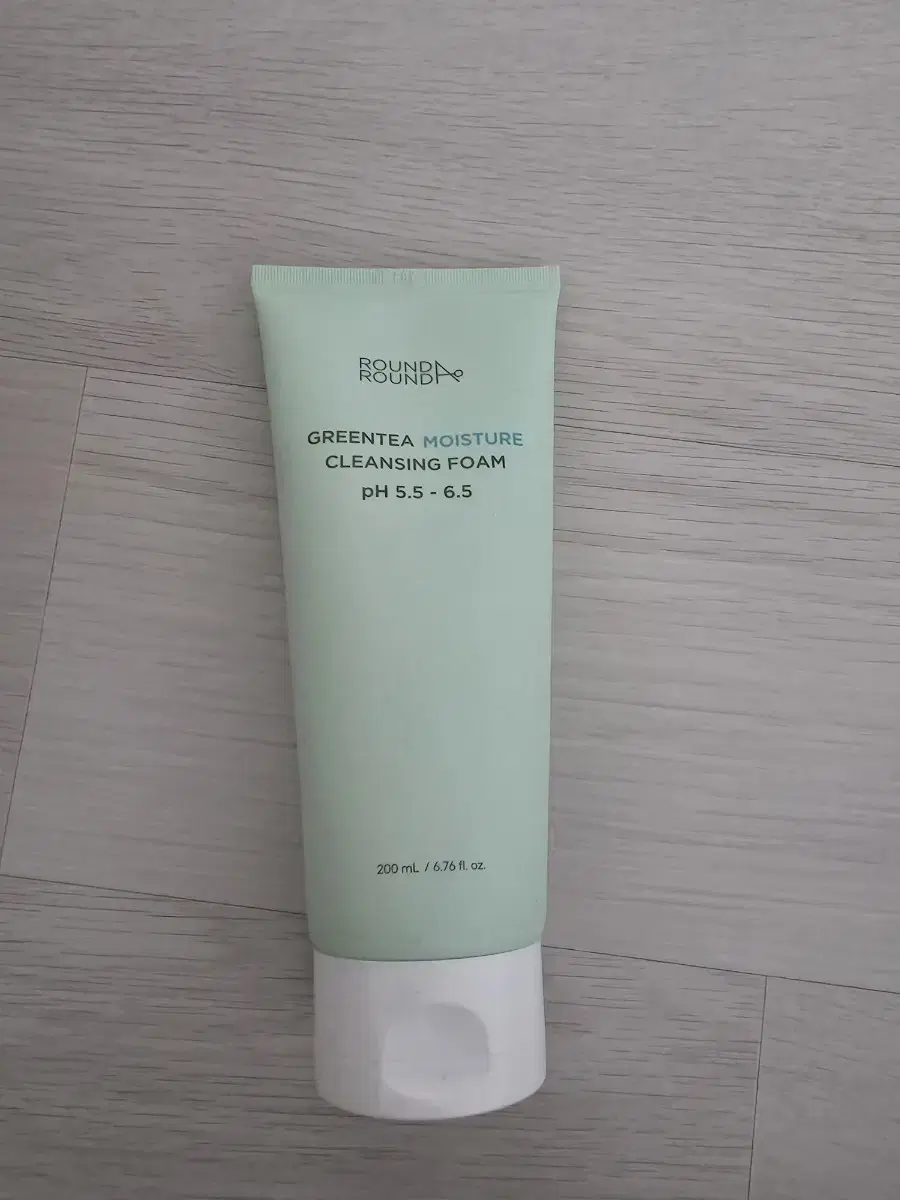 ROUND
ROUND A
GREENTEA MOISTURE
CLEANSING FOAM
pH 5.5 - 6.5
200 mL / 6.76 fl. oz.